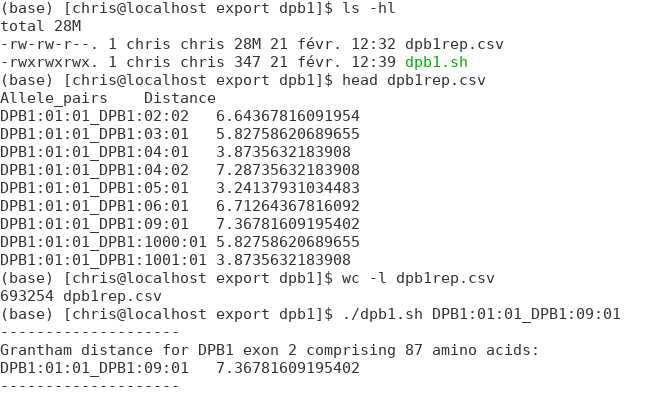 (base) [chris@localhost export dpb1]$ ls -hl
total 28M
-rw-rw-r--. 1 chris chris 28M 21 févr. 12:32 dpb1rep.csv
-rwxrwxrwx. 1 chris chris 347 21 févr. 12:39 dpb1.sh
(base) [chris@localhost export dpb1]$ head dpb1rep.csv
Allele_pairs    Distance
DPB1:01:01_DPB1:02:02   6.64367816091954
DPB1:01:01_DPB1:03:01   5.82758620689655
DPB1:01:01_DPB1:04:01   3.8735632183908
DPB1:01:01_DPB1:04:02   7.28735632183908
DPB1:01:01_DPB1:05:01   3.24137931034483
DPB1:01:01_DPB1:06:01   6.71264367816092
DPB1:01:01_DPB1:09:01   7.36781609195402
DPB1:01:01_DPB1:1000:01 5.82758620689655
DPB1:01:01_DPB1:1001:01 3.8735632183908
(base) [chris@localhost export dpb1]$ wc -l dpb1rep.csv
693254 dpb1rep.csv
(base) [chris@localhost export dpb1]$ ./dpb1.sh DPB1:01:01_DPB1:09:01
--------------------
Grantham distance for DPB1 exon 2 comprising 87 amino acids:
DPB1:01:01_DPB1:09:01   7.36781609195402
--------------------